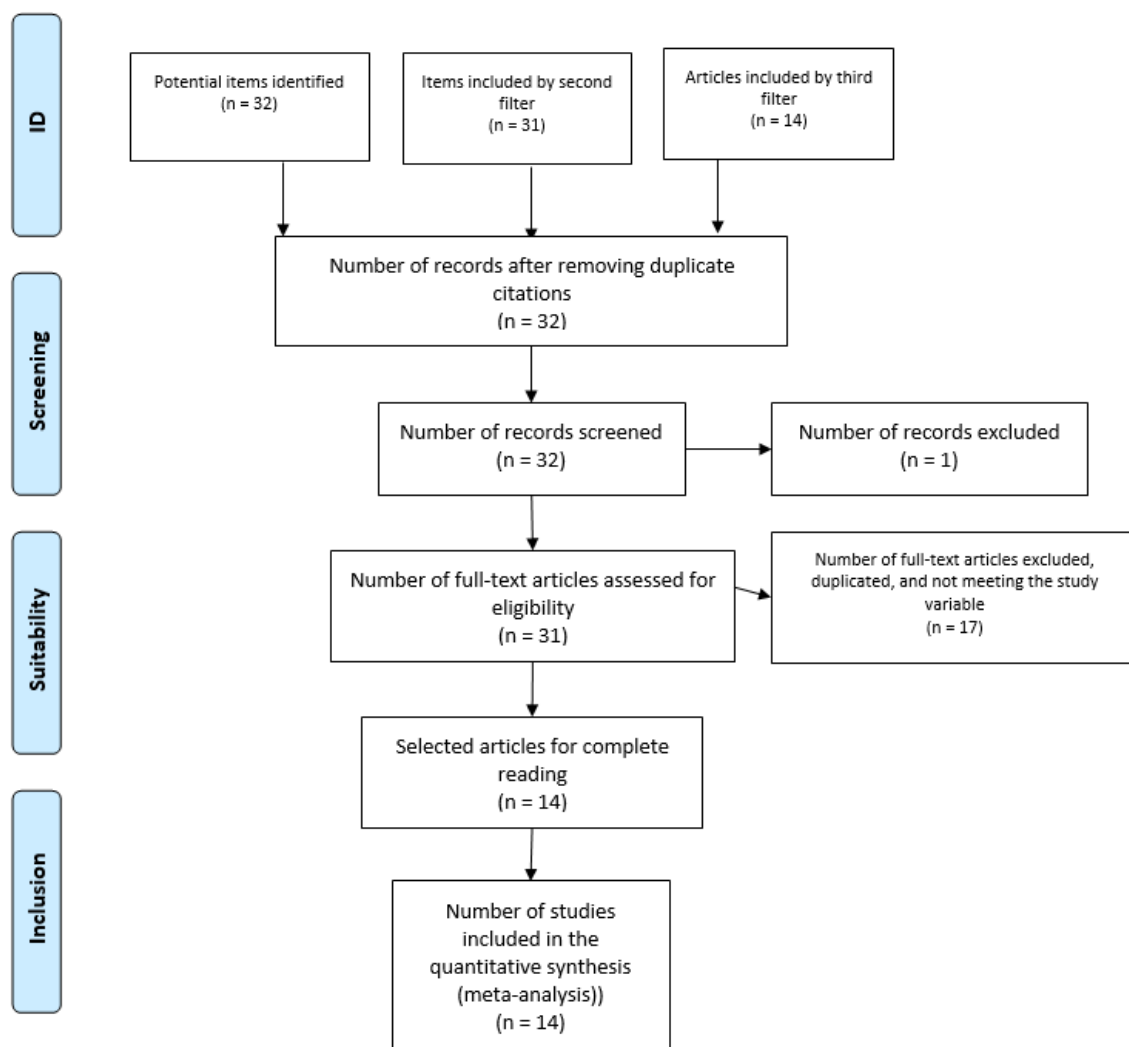 ID
Potential items identified
(n = 32)
Items included by second
filter
(n = 31)
Articles included by third
filter
(n = 14)
Number of records after removing duplicate
citations
(n = 32)
Screening
Number of records screened
(n = 32)
Number of records excluded
(n = 1)
Suitability
Number of full-text articles assessed for
eligibility
(n = 31)
Number of full-text articles excluded,
duplicated, and not meeting the study
variable
(n = 17)
Selected articles for complete
reading
(n = 14)
Inclusion
Number of studies
included in the
quantitative synthesis
(meta-analysis))
(n = 14)